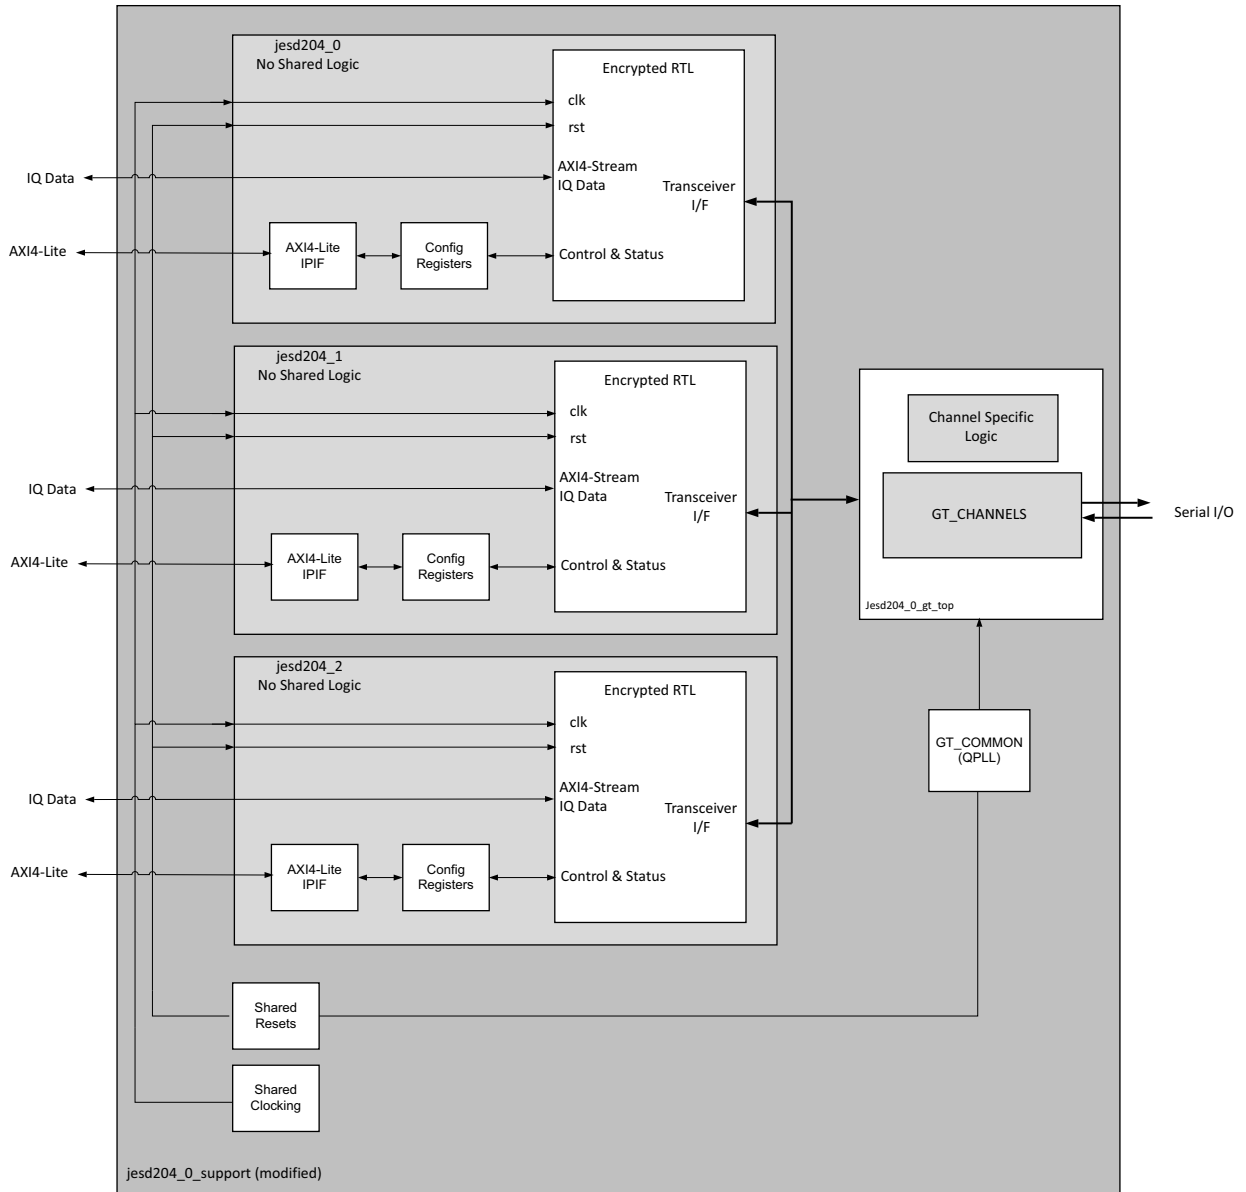 jesd204_0
No Shared Logic
Encrypted RTL
clk
rst
IQ Data
AXI4-Stream
IQ Data
Transceiver
I/F
AXI4-Lite
AXI4-Lite
IPIF
Config
Registers
Control & Status
jesd204_1
No Shared Logic
Encrypted RTL
clk
rst
IQ Data
AXI4-Stream
IQ Data
Transceiver
I/F
AXI4-Lite
AXI4-Lite
IPIF
Config
Registers
Control & Status
Channel Specific
Logic
GT_CHANNELS
Serial I/O
Jesd204_0_gt_top
jesd204_2
No Shared Logic
Encrypted RTL
clk
rst
IQ Data
AXI4-Stream
IQ Data
Transceiver
I/F
AXI4-Lite
AXI4-Lite
IPIF
Config
Registers
Control & Status
GT_COMMON
(QPLL)
Shared
Resets
Shared
Clocking
jesd204_0_support (modified)